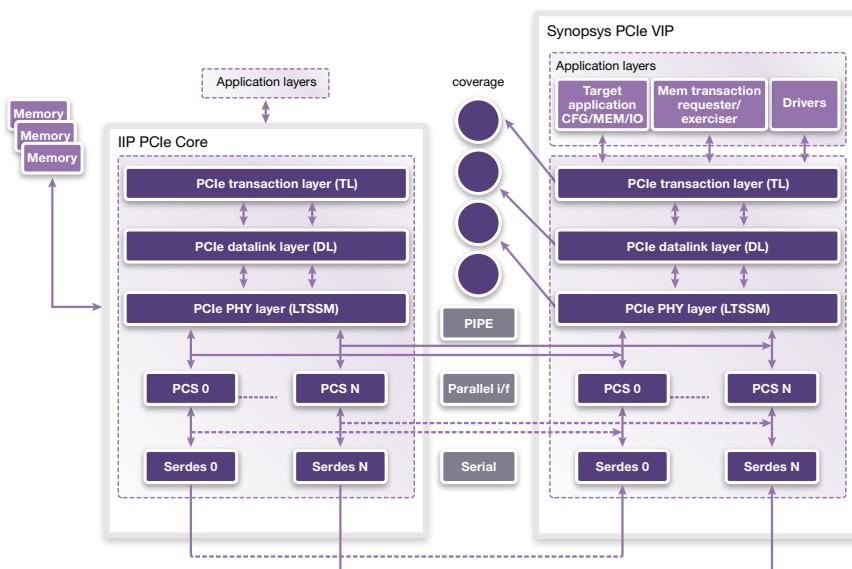 Synopsys PCIe VIP
Application layers
Application layers
coverage
Target
application
CFG/MEM/IO
Mem transaction
requester/
exerciser
Drivers
Memory
Memory
Memory
IIP PCIe Core
PCIe transaction layer (TL)
PCIe transaction layer (TL)
PCIe datalink layer (DL)
PCIe datalink layer (DL)
PCIe PHY layer (LTSSM)
PCIe PHY layer (LTSSM)
PIPE
PCS 0
PCS N
Parallel i/f
PCS 0
PCS N
Serdes 0
Serdes N
Serial
Serdes 0
Serdes N